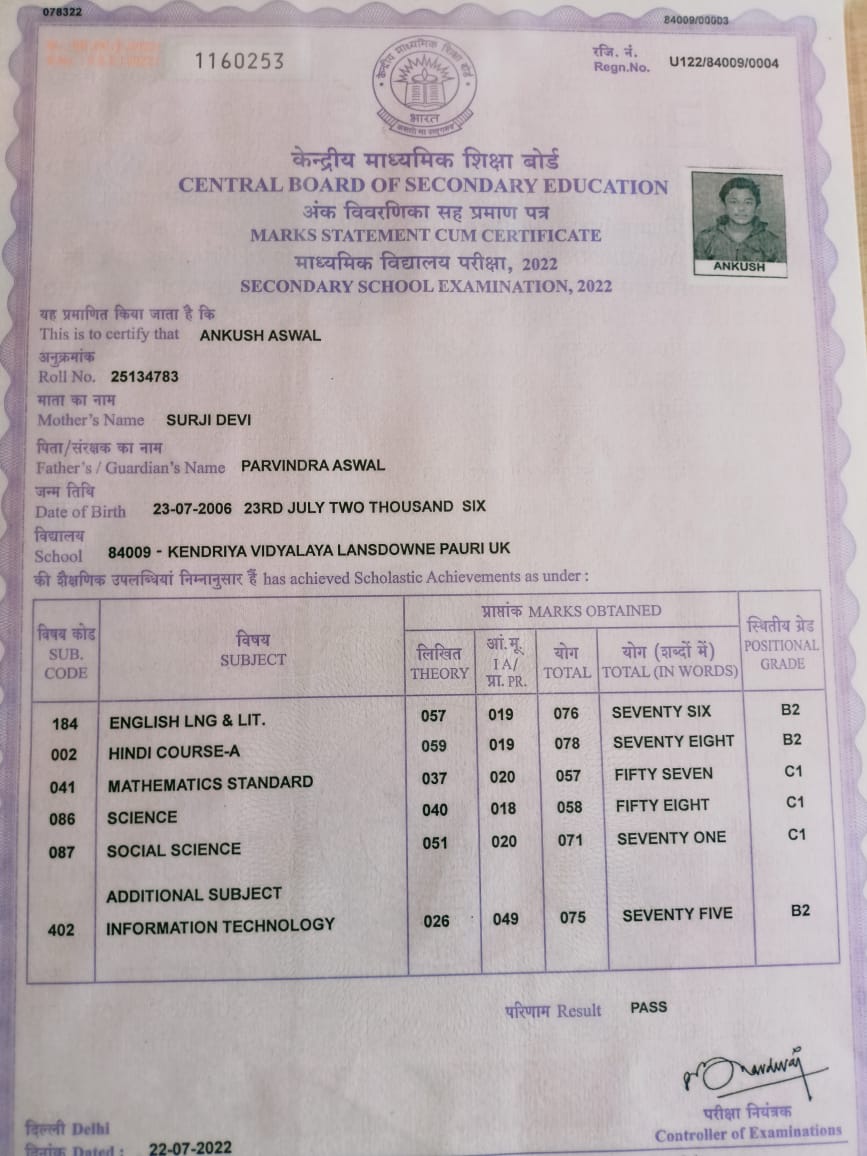 078322
84009/00003
1160253
रजि. नं.
Regn.No. U122/84009/0004
केन्द्रीय माध्यमिक शिक्षा बोर्ड
भारत
केन्द्रीय माध्यमिक शिक्षा बोर्ड
CENTRAL BOARD OF SECONDARY EDUCATION
अंक विवरणिका सह प्रमाण पत्र
MARKS STATEMENT CUM CERTIFICATE
माध्यमिक विद्यालय परीक्षा, 2022
SECONDARY SCHOOL EXAMINATION, 2022
ANKUSH
यह प्रमाणित किया जाता है कि
This is to certify that ANKUSH ASWAL
अनुक्रमांक
Roll No. 25134783
माता का नाम
Mother's Name SURJI DEVI
पिता/संरक्षक का नाम
Father's / Guardian's Name PARVINDRA ASWAL
जन्म तिथि
Date of Birth 23-07-2006 23RD JULY TWO THOUSAND SIX
विद्यालय
School 84009 - KENDRIYA VIDYALAYA LANSDOWNE PAURI UK
की शैक्षणिक उपलब्धियां निम्नानुसार हैं has achieved Scholastic Achievements as under :
विषय कोड SUB. CODE
विषय SUBJECT
प्राप्तांक MARKS OBTAINED
लिखित THEORY
आं.मू. IA/ प्रा. PR.
योग TOTAL
योग (शब्दों में) TOTAL (IN WORDS)
स्थितीय ग्रेड POSITIONAL GRADE
184 ENGLISH LNG & LIT. 057 019 076 SEVENTY SIX B2
002 HINDI COURSE-A 059 019 078 SEVENTY EIGHT B2
041 MATHEMATICS STANDARD 037 020 057 FIFTY SEVEN C1
086 SCIENCE 040 018 058 FIFTY EIGHT C1
087 SOCIAL SCIENCE 051 020 071 SEVENTY ONE C1
ADDITIONAL SUBJECT
402 INFORMATION TECHNOLOGY 026 049 075 SEVENTY FIVE B2
परिणाम Result PASS
परीक्षा नियंत्रक
Controller of Examinations
दिल्ली Delhi
दिनांक Dated : 22-07-2022